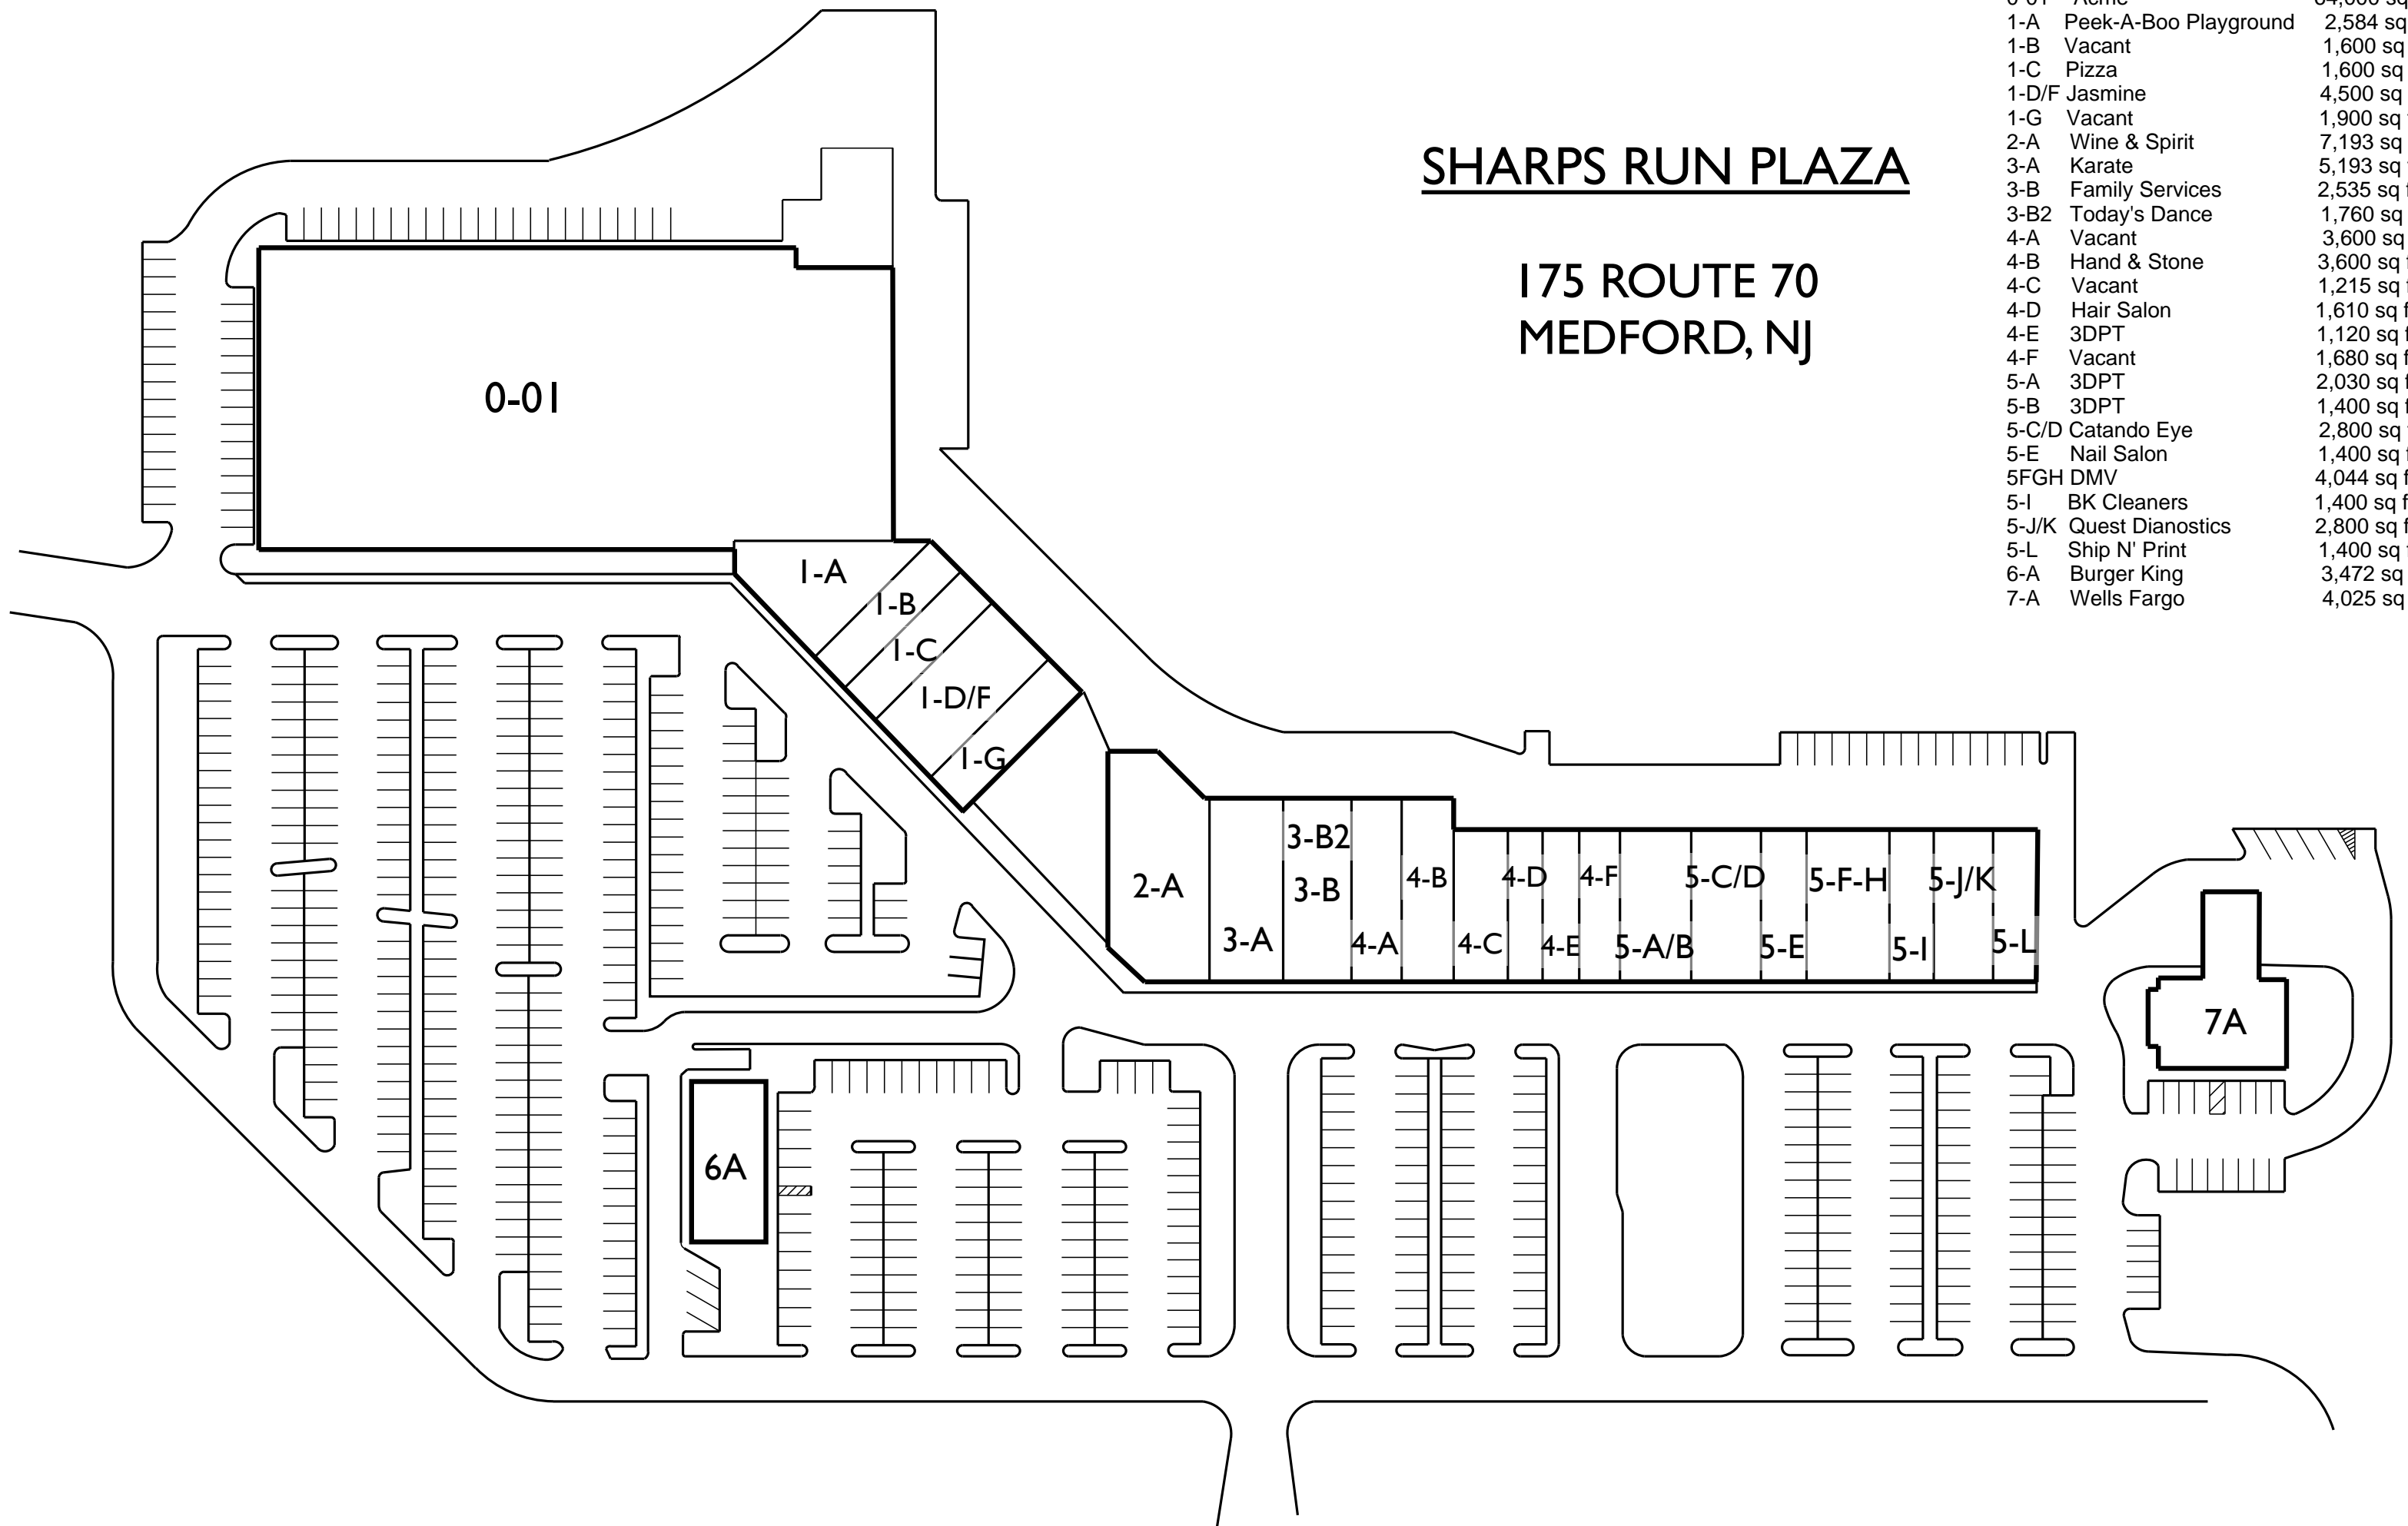 SHARPS RUN PLAZA
175 ROUTE 70
MEDFORD, NJ
1-A Peek-A-Boo Playground 2,584 sq
1-B Vacant 1,600 sq
1-C Pizza 1,600 sq
1-D/F Jasmine 4,500 sq
1-G Vacant 1,900 sq
2-A Wine & Spirit 7,193 sq
3-A Karate 5,193 sq
3-B Family Services 2,535 sq f
3-B2 Today's Dance 1,760 sq
4-A Vacant 3,600 sq
4-B Hand & Stone 3,600 sq f
4-C Vacant 1,215 sq f
4-D Hair Salon 1,610 sq f
4-E 3DPT 1,120 sq f
4-F Vacant 1,680 sq f
5-A 3DPT 2,030 sq f
5-B 3DPT 1,400 sq f
5-C/D Catando Eye 2,800 sq
5-E Nail Salon 1,400 sq f
5FGH DMV 4,044 sq f
5-I BK Cleaners 1,400 sq f
5-J/K Quest Dianostics 2,800 sq f
5-L Ship N' Print 1,400 sq
6-A Burger King 3,472 sq
7-A Wells Fargo 4,025 sq
0-01
1-A
1-B
1-C
1-D/F
1-G
2-A
3-A
3-B2
3-B
4-A
4-B
4-C
4-D
4-E
4-F
5-A/B
5-C/D
5-E
5-F-H
5-I
5-J/K
5-L
6A
7A